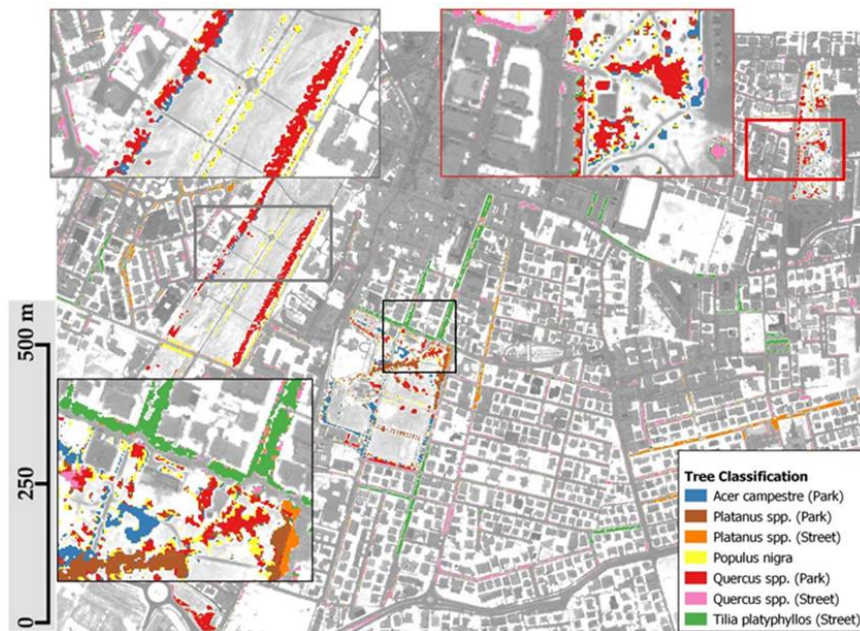 500 m
250
0
Tree Classification
Acer campestre (Park)
Platanus spp. (Park)
Platanus spp. (Street)
Populus nigra
Quercus spp. (Park)
Quercus spp. (Street)
Tilia platyphyllos (Street)